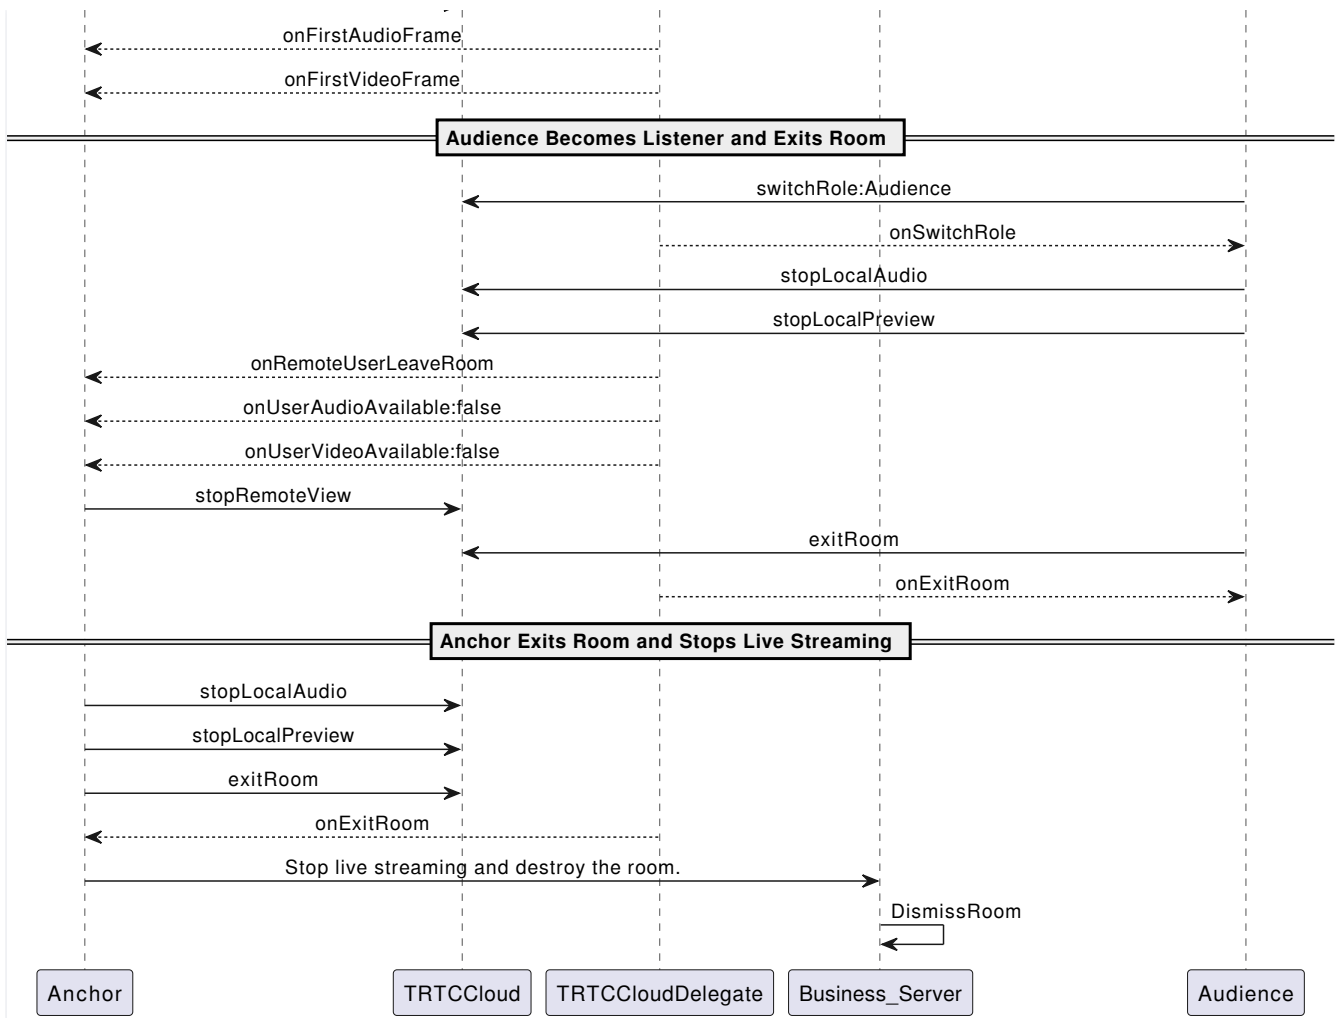 onFirstAudioFrame
onFirstVideoFrame
Audience Becomes Listener and Exits Room
switchRole:Audience
onSwitchRole
stopLocalAudio
stopLocalPreview
onRemoteUserLeaveRoom
onUserAudioAvailable:false
onUserVideoAvailable:false
stopRemoteView
exitRoom
onExitRoom
Anchor Exits Room and Stops Live Streaming
stopLocalAudio
stopLocalPreview
exitRoom
onExitRoom
Stop live streaming and destroy the room.
DismissRoom
Anchor
TRTCCloud
TRTCCloudDelegate
Business_Server
Audience